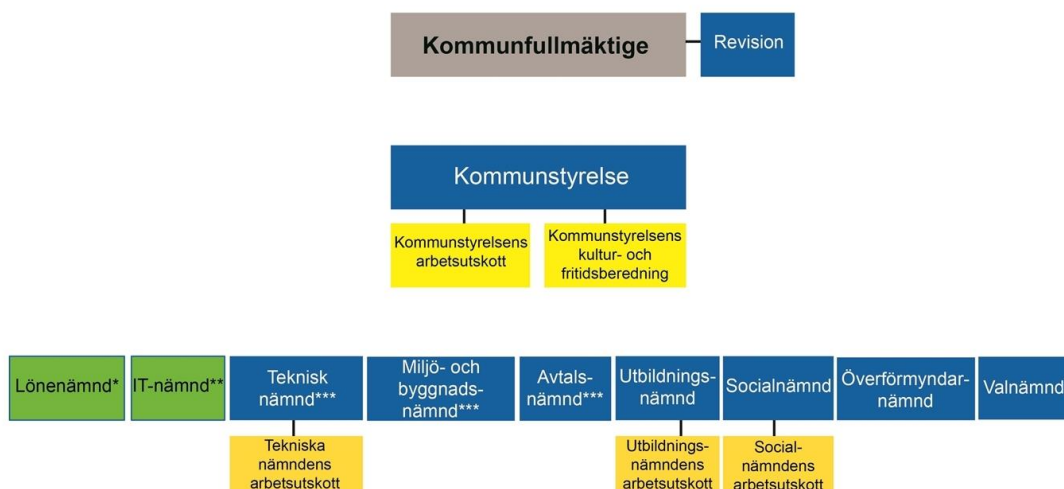 Kommunfullmäktige
Revision
Kommunstyrelse
Kommunstyrelsens
arbetsutskott
Kommunstyrelsens
kultur- och
fritidsberedning
Lönenämnd*
IT-nämnd**
Teknisk
nämnd***
Miljö- och
byggnads-
nämnd***
Avtals-
nämnd***
Utbildnings-
nämnd
Socialnämnd
Överförmyndar-
nämnd
Valnämnd
Tekniska
nämndens
arbetsutskott
Utbildnings-
nämndens
arbetsutskott
Social-
nämndens
arbetsutskott